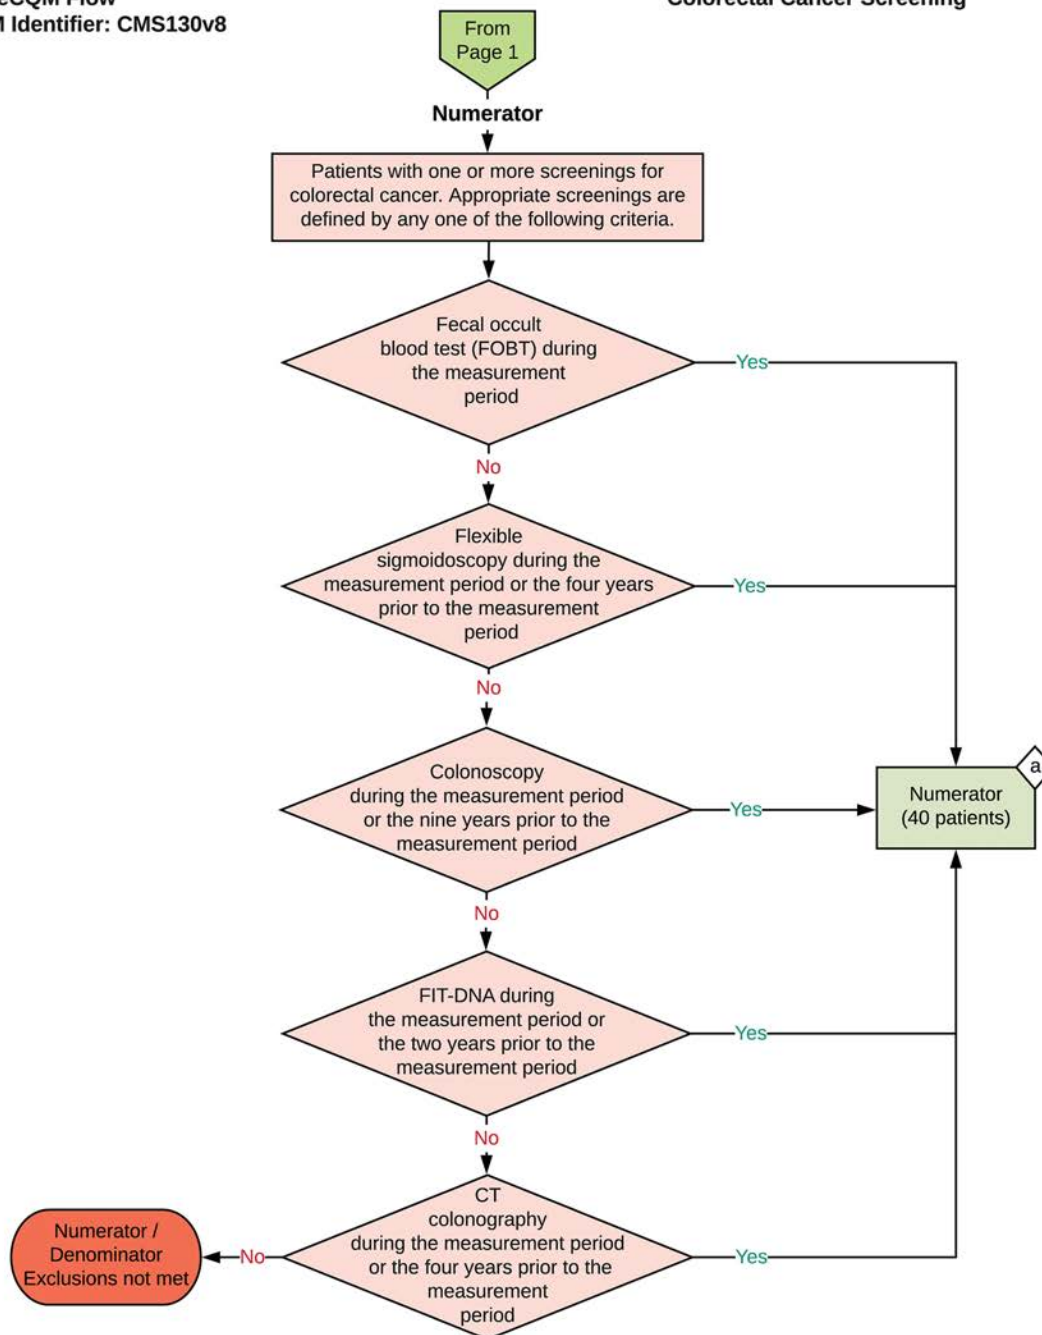 eCQM Flow
Colorectal Cancer Screening
M Identifier: CMS130v8
From
Page 1
Numerator
Patients with one or more screenings for
colorectal cancer. Appropriate screenings are
defined by any one of the following criteria.
Fecal occult
blood test (FOBT) during
the measurement
period
Yes
No
Flexible
sigmoidoscopy during the
measurement period or the four years
prior to the measurement
period
Yes
No
Colonoscopy
during the measurement period
or the nine years prior to the
measurement period
Yes
a
Numerator
(40 patients)
No
FIT-DNA during
the measurement period or
the two years prior to the
measurement period
Yes
No
CT
colonography
during the measurement period
or the four years prior to the
measurement
period
Yes
No
Numerator /
Denominator
Exclusions not met